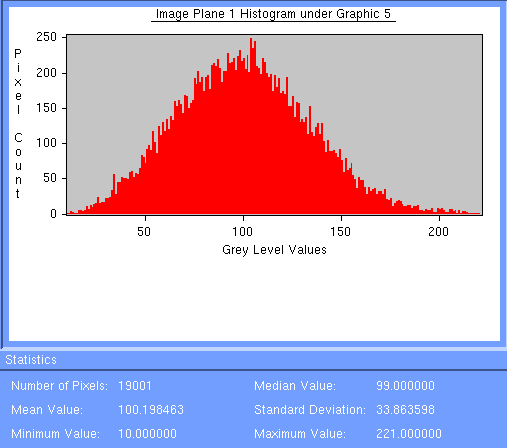 Image Plane 1 Histogram under Graphic 5
Pixel Count
250
200
150
100
50
0
50 100 150 200
Grey Level Values
Statistics
Number of Pixels: 19001 Median Value: 99.000000
Mean Value: 100.198463 Standard Deviation: 33.863598
Minimum Value: 10.000000 Maximum Value: 221.000000